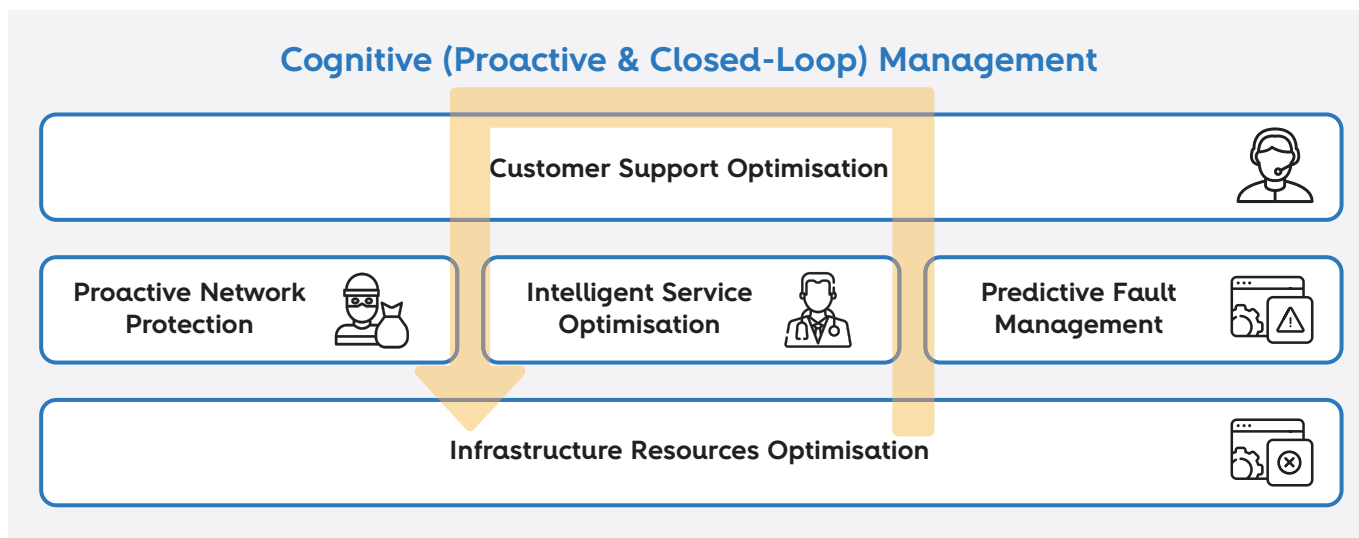 Cognitive (Proactive & Closed-Loop) Management
Customer Support Optimisation
Proactive Network
Protection
Intelligent Service
Optimisation
Predictive Fault
Management
Infrastructure Resources Optimisation